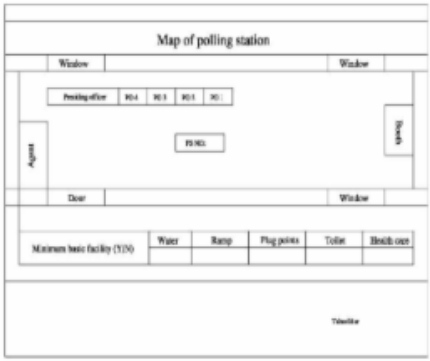 Map of polling station
Window Window
Presiding officer PO 4 PO 3 PO 2 PO 1
Agent
Booth
PS NO.
Door Window
Minimum basic facility (Y/N) Water Ramp Plug points Toilet Health care